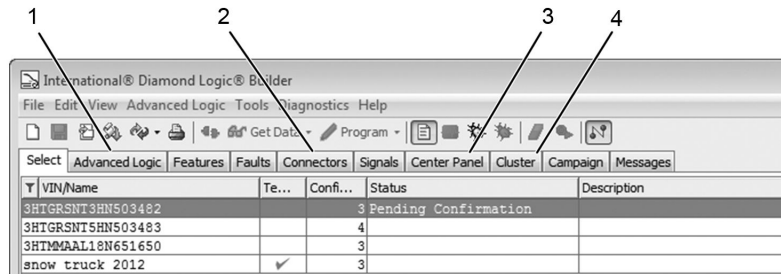 1 2 3 4
International® Diamond Logic® Builder
File Edit View Advanced Logic Tools Diagnostics Help
Get Data Program
Select Advanced Logic Features Faults Connectors Signals Center Panel Cluster Campaign Messages
VIN/Name Te... Confi... Status Description
3HTGRSNT3HN503482 3 Pending Confirmation
3HTGRSNT5HN503483 4
3HTMMAAL18N651650 3
snow truck 2012 3